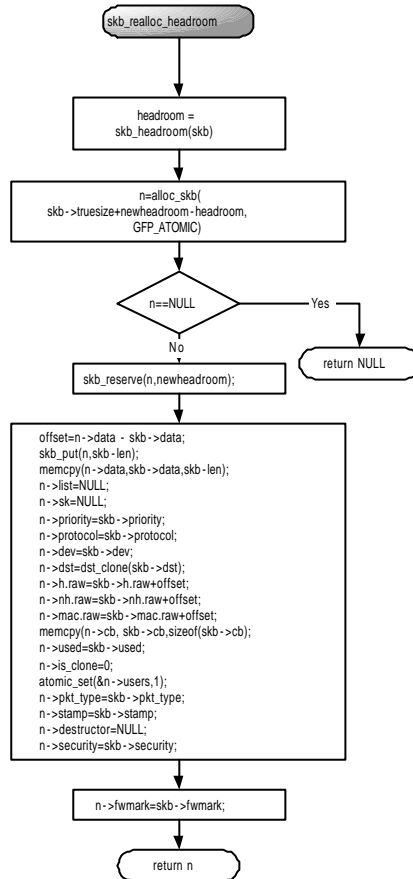 skb_realloc_headroom
headroom =
skb_headroom(skb)
n=alloc_skb(
skb->truesize+newheadroom-headroom,
GFP_ATOMIC)
n==NULL
Yes
No
return NULL
skb_reserve(n,newheadroom);
offset=n->data - skb->data;
skb_put(n,skb-len);
memcpy(n->data,skb->data,skb-len);
n->list=NULL;
n->sk=NULL;
n->priority=skb->priority;
n->protocol=skb->protocol;
n->dev=skb->dev;
n->dst=dst_clone(skb->dst);
n->h.raw=skb->h.raw+offset;
n->nh.raw=skb->nh.raw+offset;
n->mac.raw=skb->mac.raw+offset;
memcpy(n->cb, skb->cb,sizeof(skb->cb);
n->used=skb->used;
n->is_clone=0;
atomic_set(&n->users,1);
n->pkt_type=skb->pkt_type;
n->stamp=skb->stamp;
n->destructor=NULL;
n->security=skb->security;
n->fwmark=skb->fwmark;
return n